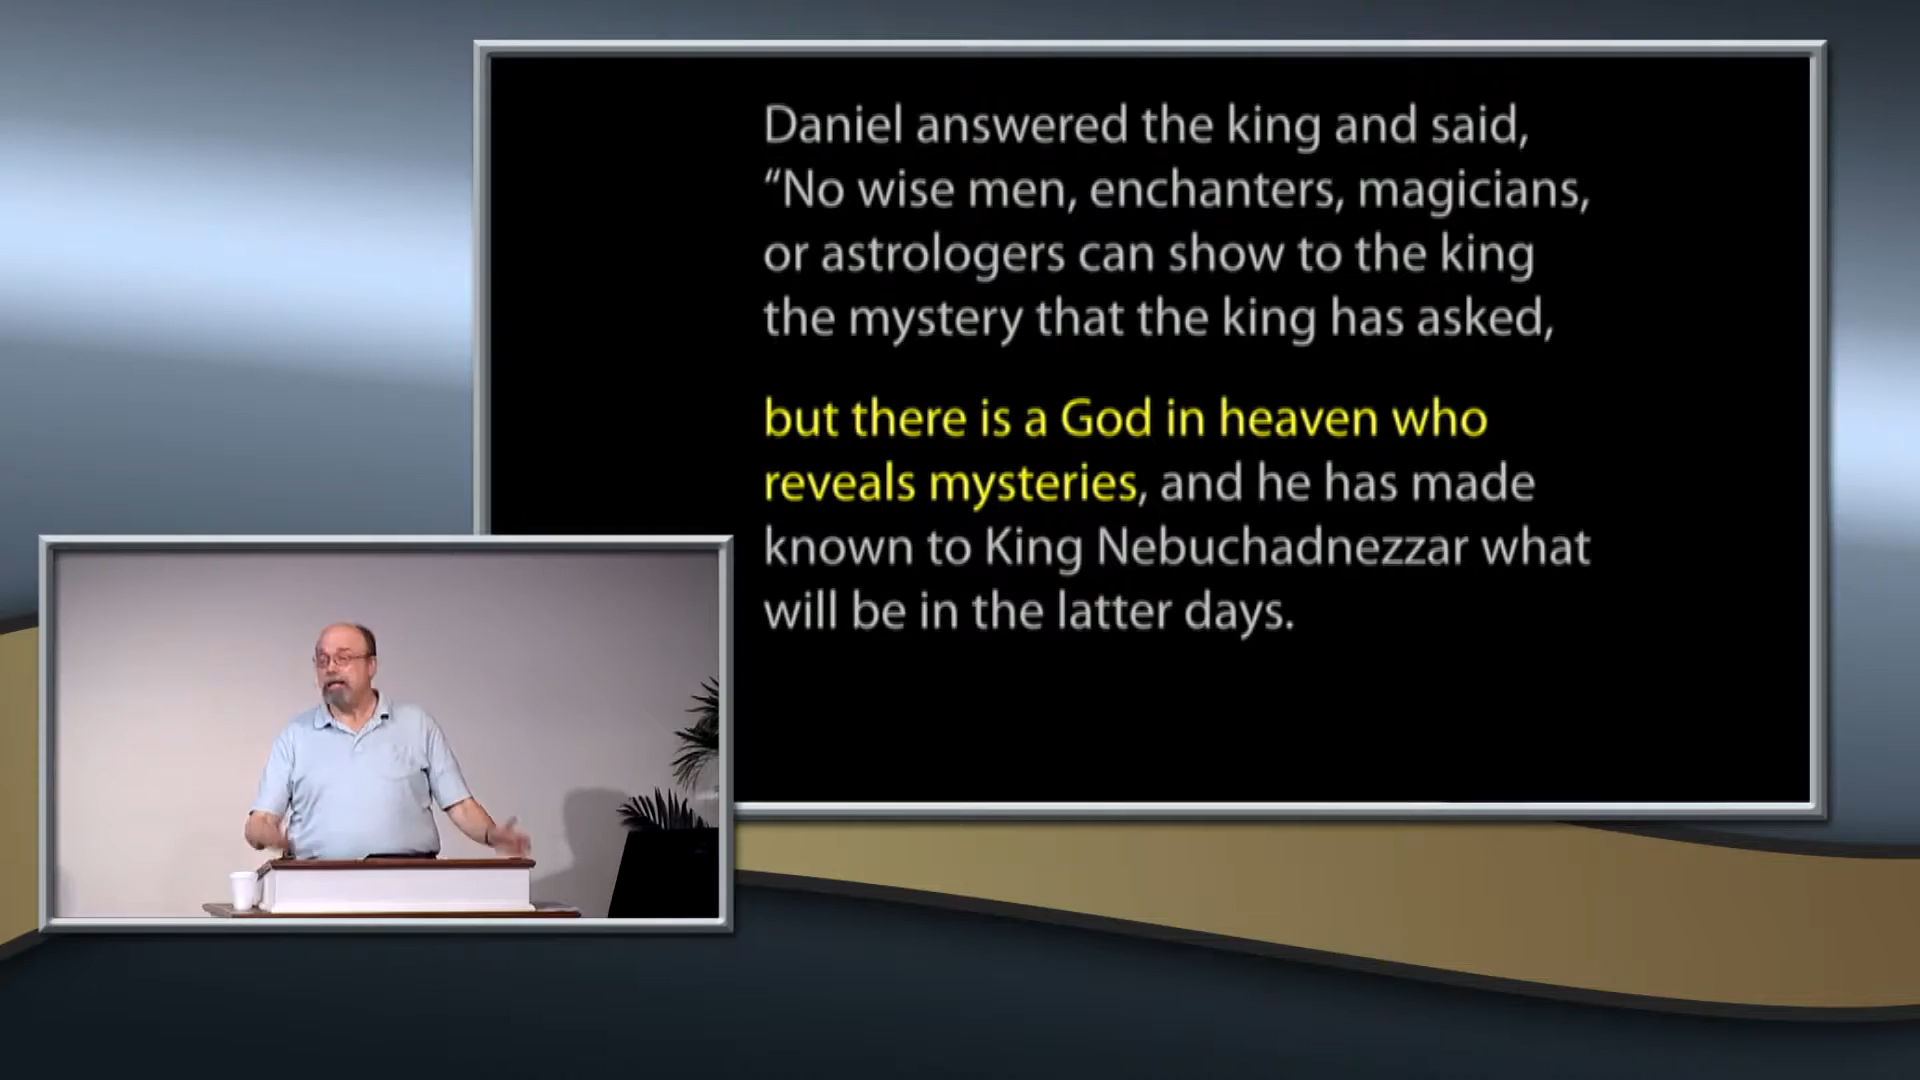 Daniel answered the king and said,
“No wise men, enchanters, magicians,
or astrologers can show to the king
the mystery that the king has asked,
but there is a God in heaven who
reveals mysteries, and he has made
known to King Nebuchadnezzar what
will be in the latter days.